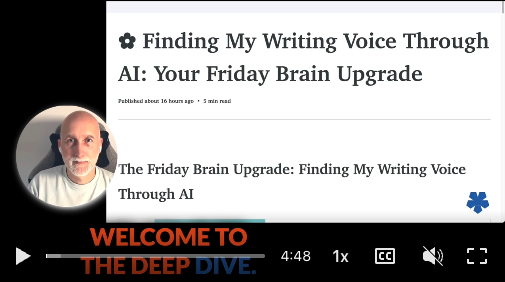 ✿ Finding My Writing Voice Through
AI: Your Friday Brain Upgrade
Published about 16 hours ago • 5 min read
The Friday Brain Upgrade: Finding My Writing Voice
Through AI
WELCOME TO
THE DEEP DIVE.
4:48
1x
CC